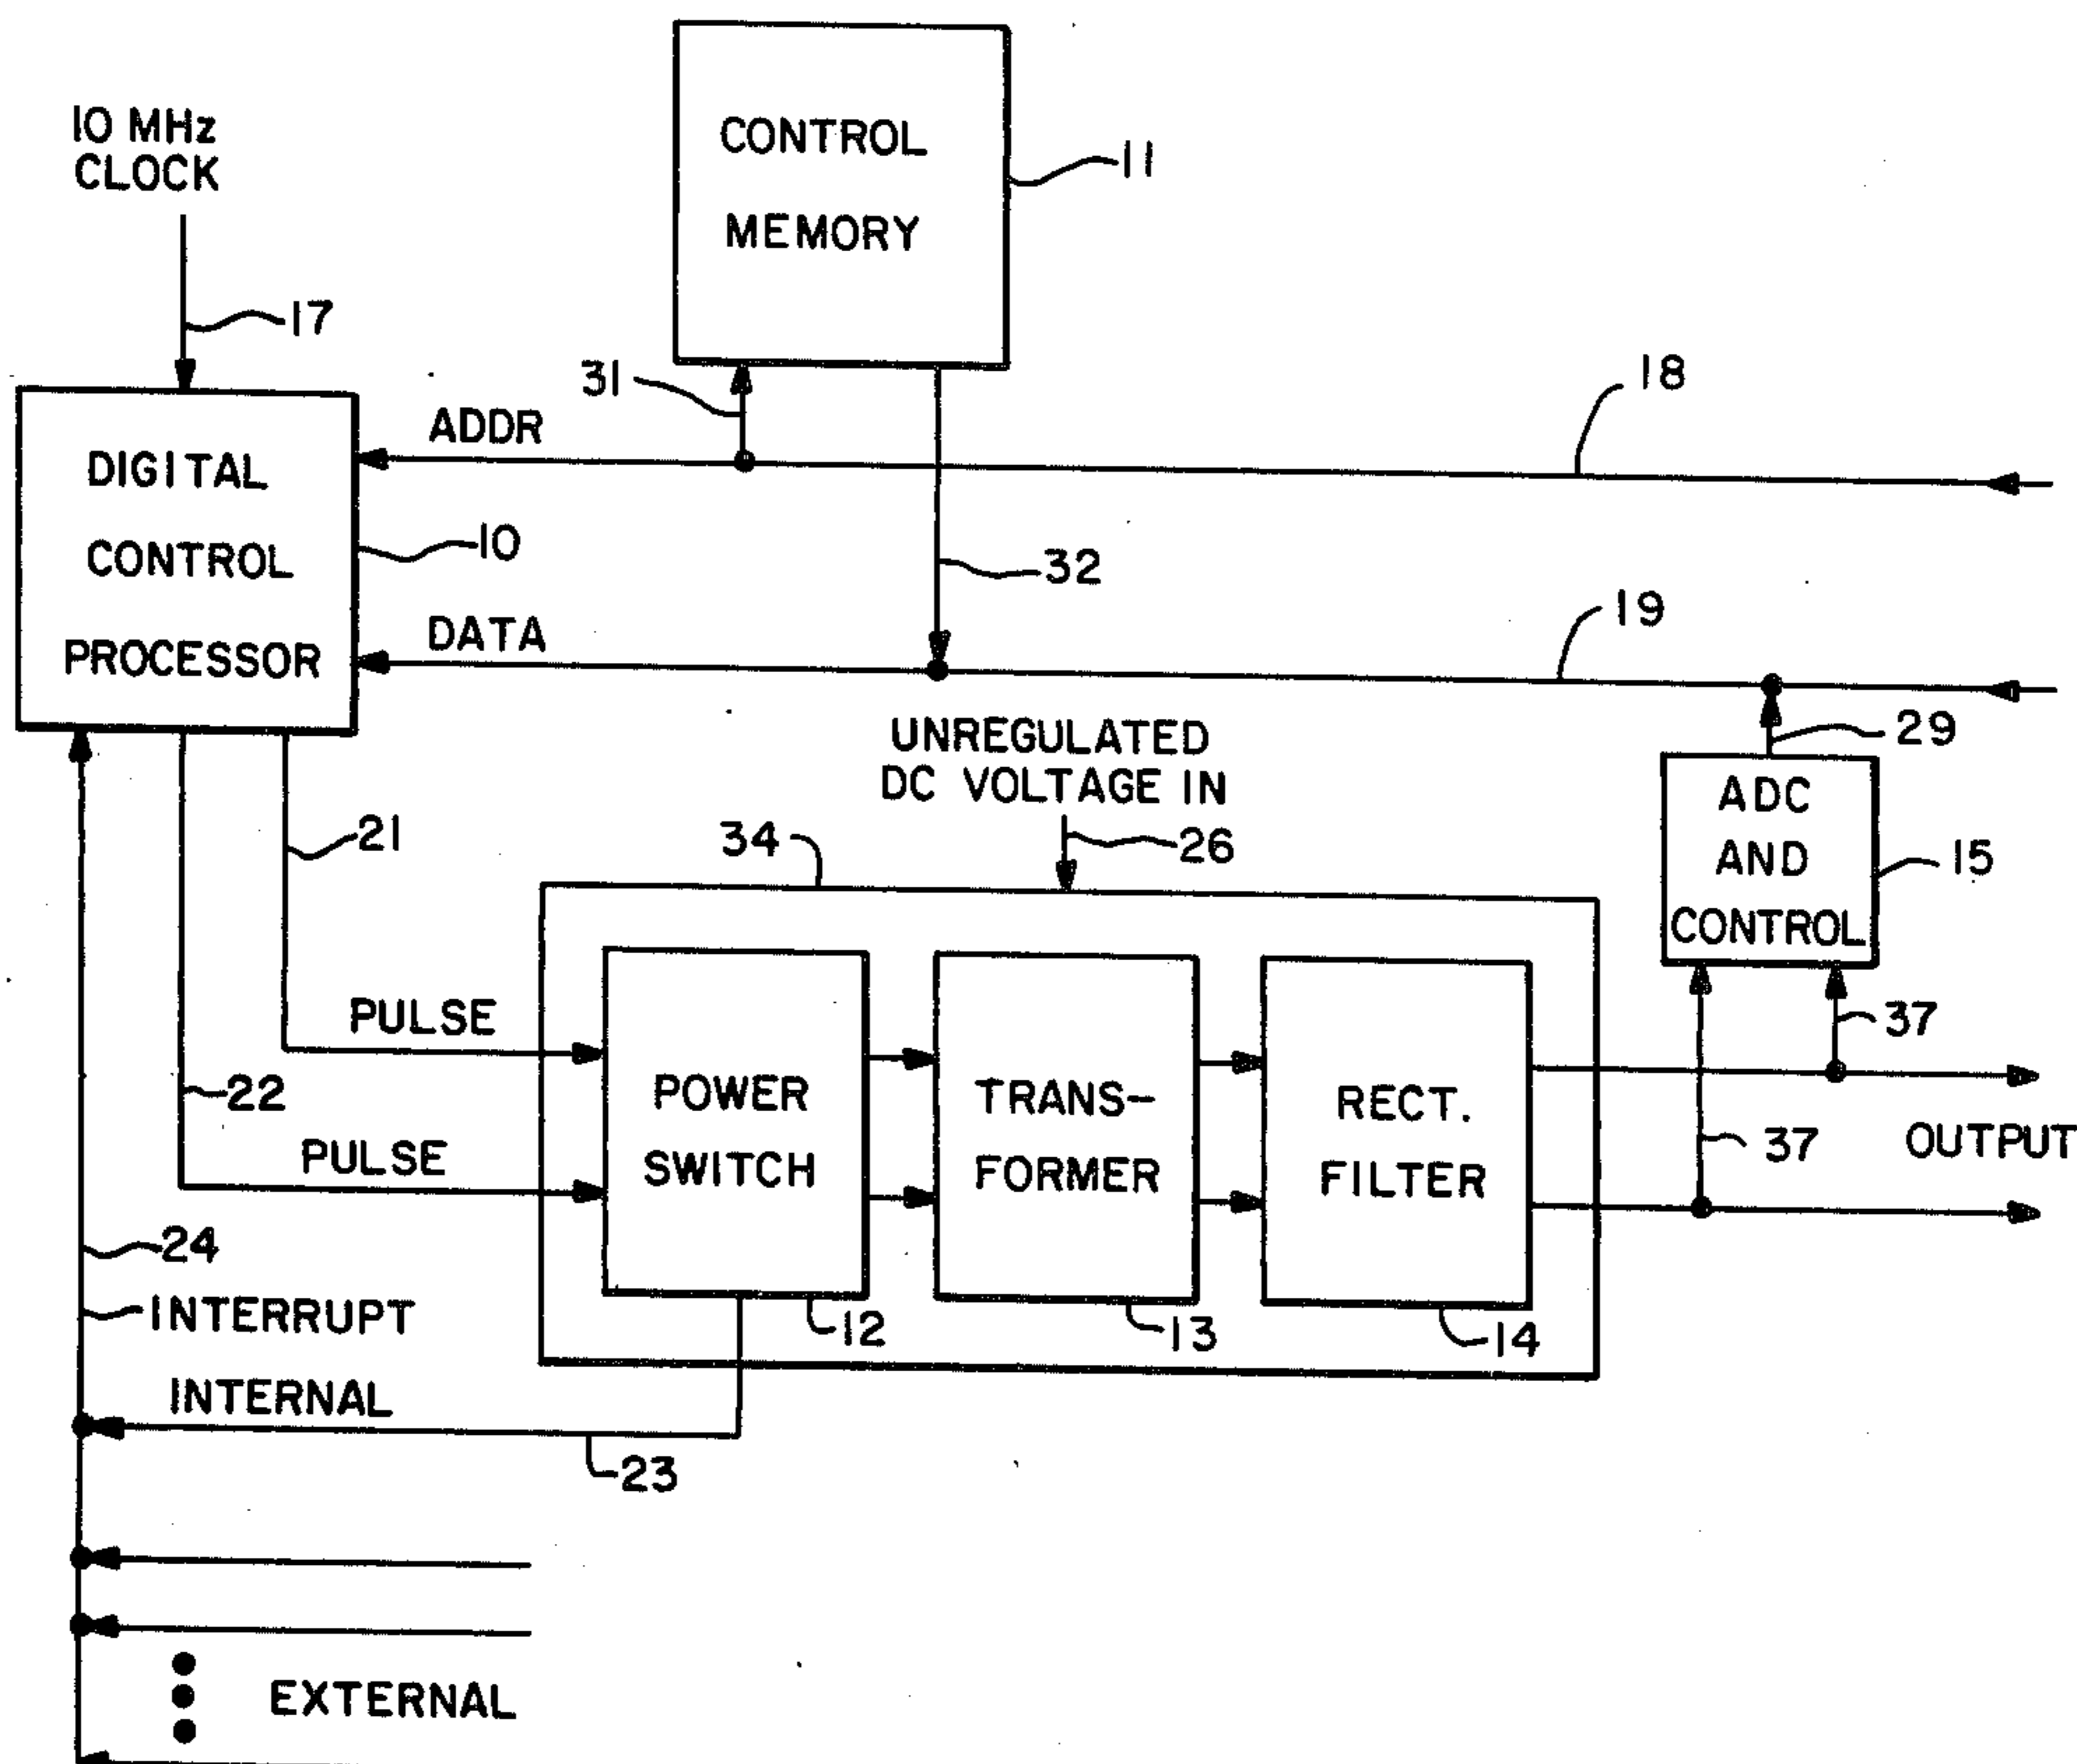 10 MHz
CLOCK
17
CONTROL
MEMORY
11
31
ADDR
18
DIGITAL
CONTROL
PROCESSOR
10
32
DATA
19
UNREGULATED
DC VOLTAGE IN
26
29
ADC
AND
CONTROL
15
21
34
PULSE
22
PULSE
POWER
SWITCH
TRANS-
FORMER
RECT.
FILTER
37
37
OUTPUT
24
INTERRUPT
12
13
14
INTERNAL
23
EXTERNAL